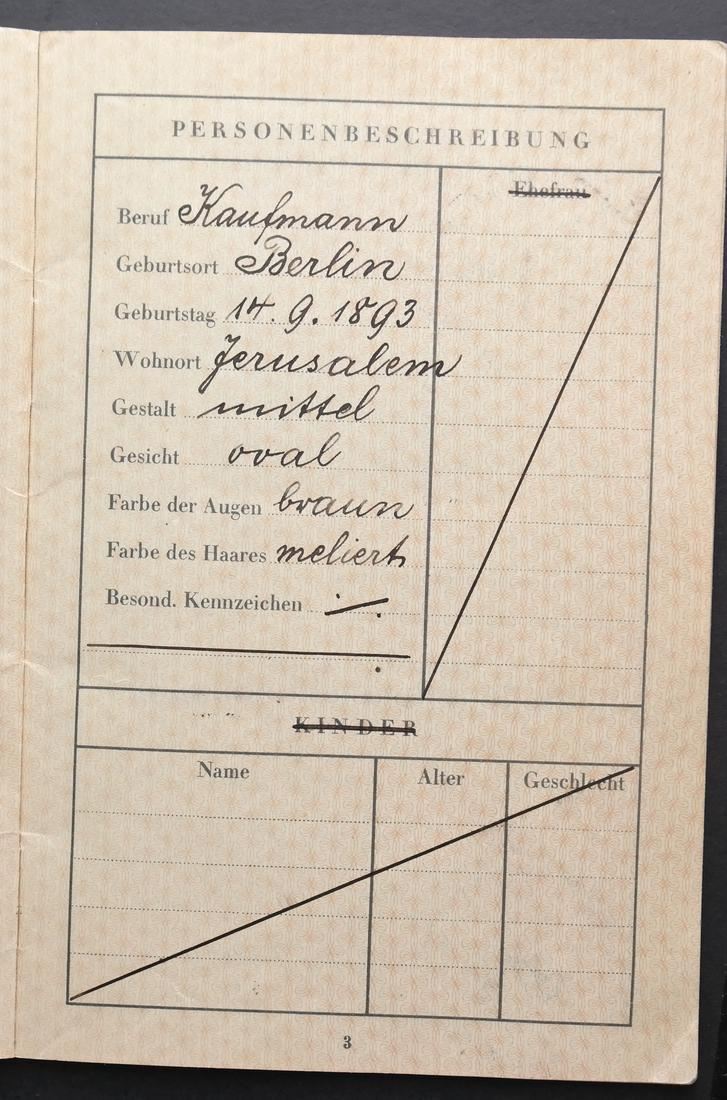 PERSONENBESCHREIBUNG
Ehefrau
Beruf Kaufmann
Geburtsort Berlin
Geburtstag 14. 9. 1893
Wohnort Jerusalem
Gestalt mittel
Gesicht oval
Farbe der Augen braun
Farbe des Haares meliert
Besond. Kennzeichen
KINDER
Name Alter Geschlecht
3